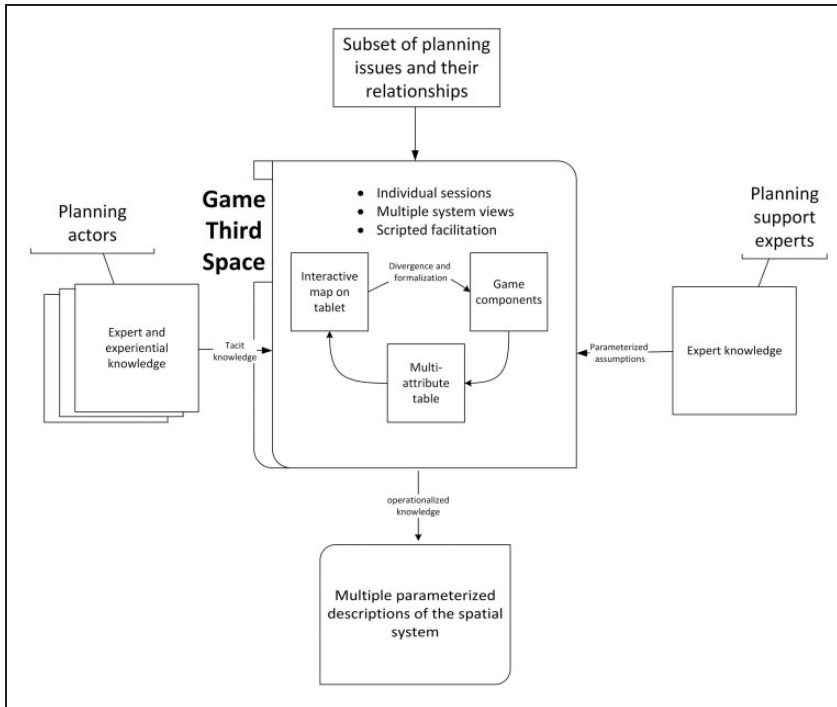 Subset of planning
issues and their
relationships
Game
Third
Space
• Individual sessions
• Multiple system views
• Scripted facilitation
Planning
actors
Planning
support
experts
Interactive
map on
tablet
Divergence and
formalization
Game
components
Multi-
attribute
table
Expert and
experiential
knowledge
Tacit
knowledge
Parameterized
assumptions
Expert knowledge
operationalized
knowledge
Multiple parameterized
descriptions of the spatial
system